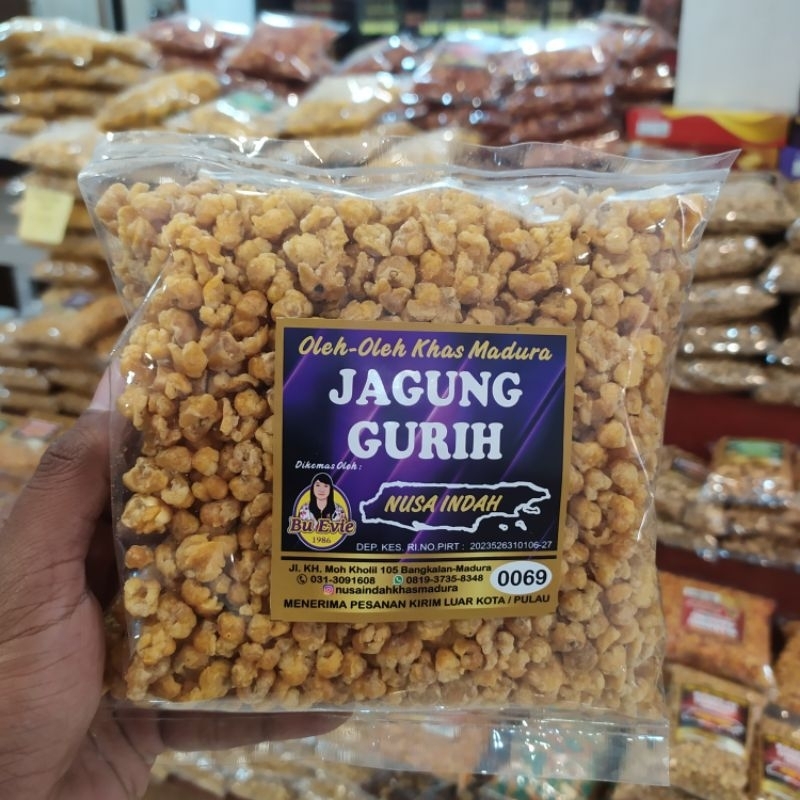 Oleh-Oleh Khas Madura
JAGUNG
GURIH
Dikemas Oleh :
Bu Evie
1986
NUSA INDAH
DEP. KES. RI.NO.PIRT : 2023526310106-27
Jl. KH. Moh Kholil 105 Bangkalan-Madura
031-3091608 0819-3735-8348
nusaindahkhasmadura
0069
MENERIMA PESANAN KIRIM LUAR KOTA / PULAU